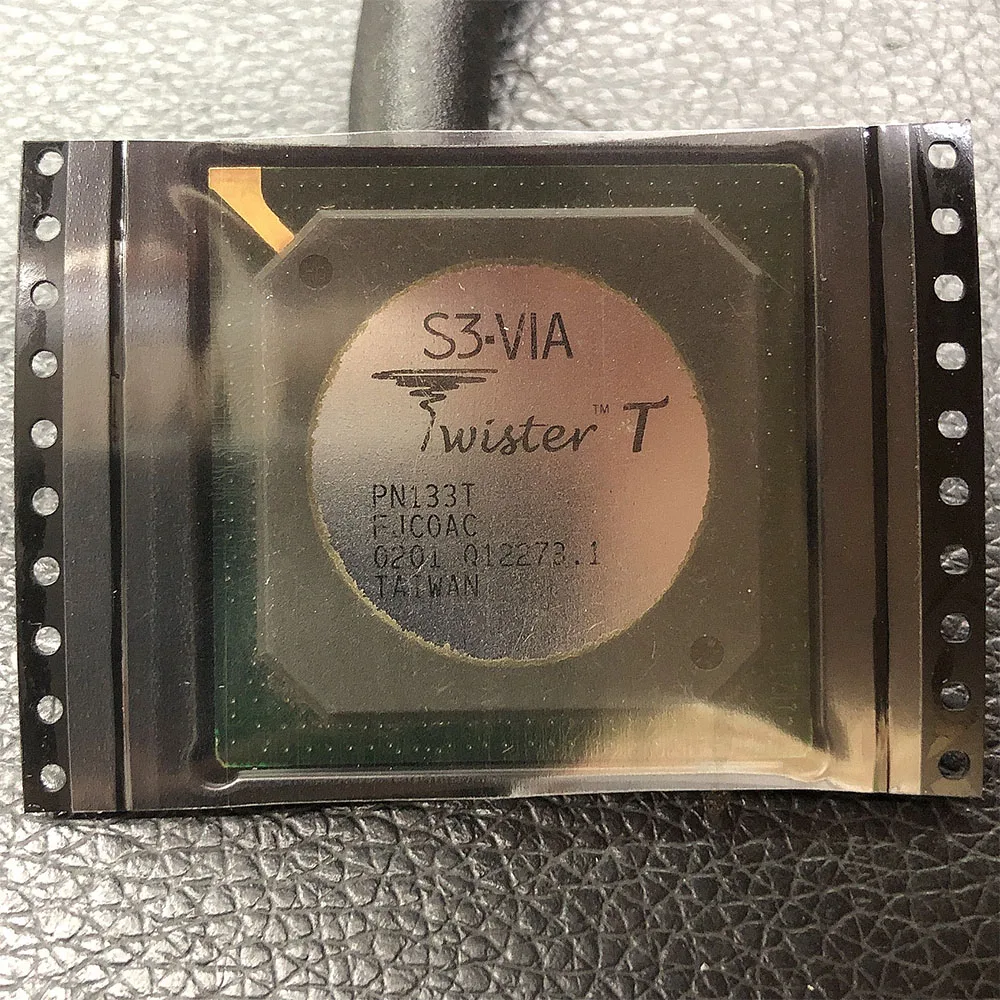 S3·VIA
Twister™ T
PN133T
FJC0AC
0201 Q12273.1
TAIWAN